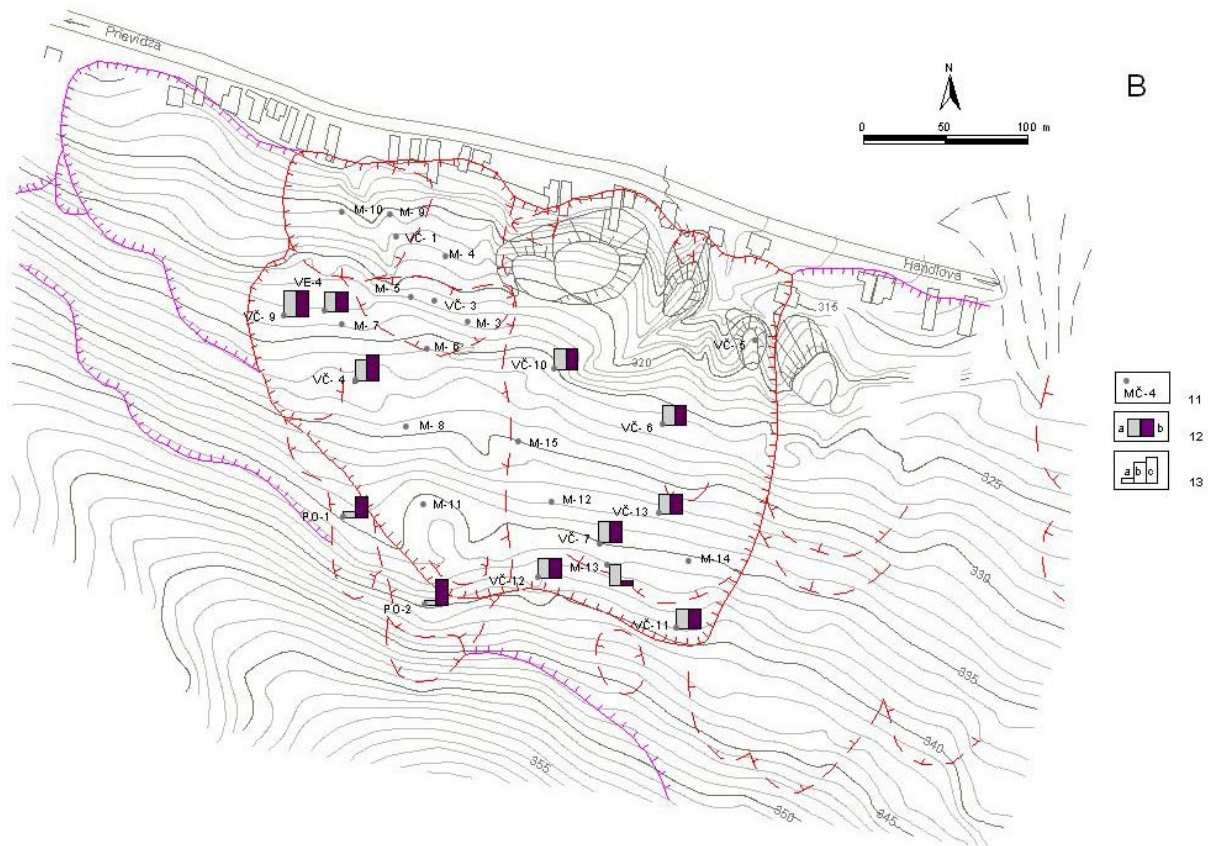 Prievidza
B
N
0 50 100 m
M-10
M-9
VČ- 1
M- 4
Handlova
VE-4
M- 5
VČ- 3
VČ- 9
M- 7
M- 3
315
VČ- 5
M- 6
320
VČ-10
VČ- 4
a
MČ-4 11
VČ- 6
M- 8
a b 12
M-15
a b c 13
325
M-11
M-12
PO-1
VČ-13
VČ- 7
M-13
M-14
VČ-12
330
PO-2
VČ-11
335
340
355
350
345